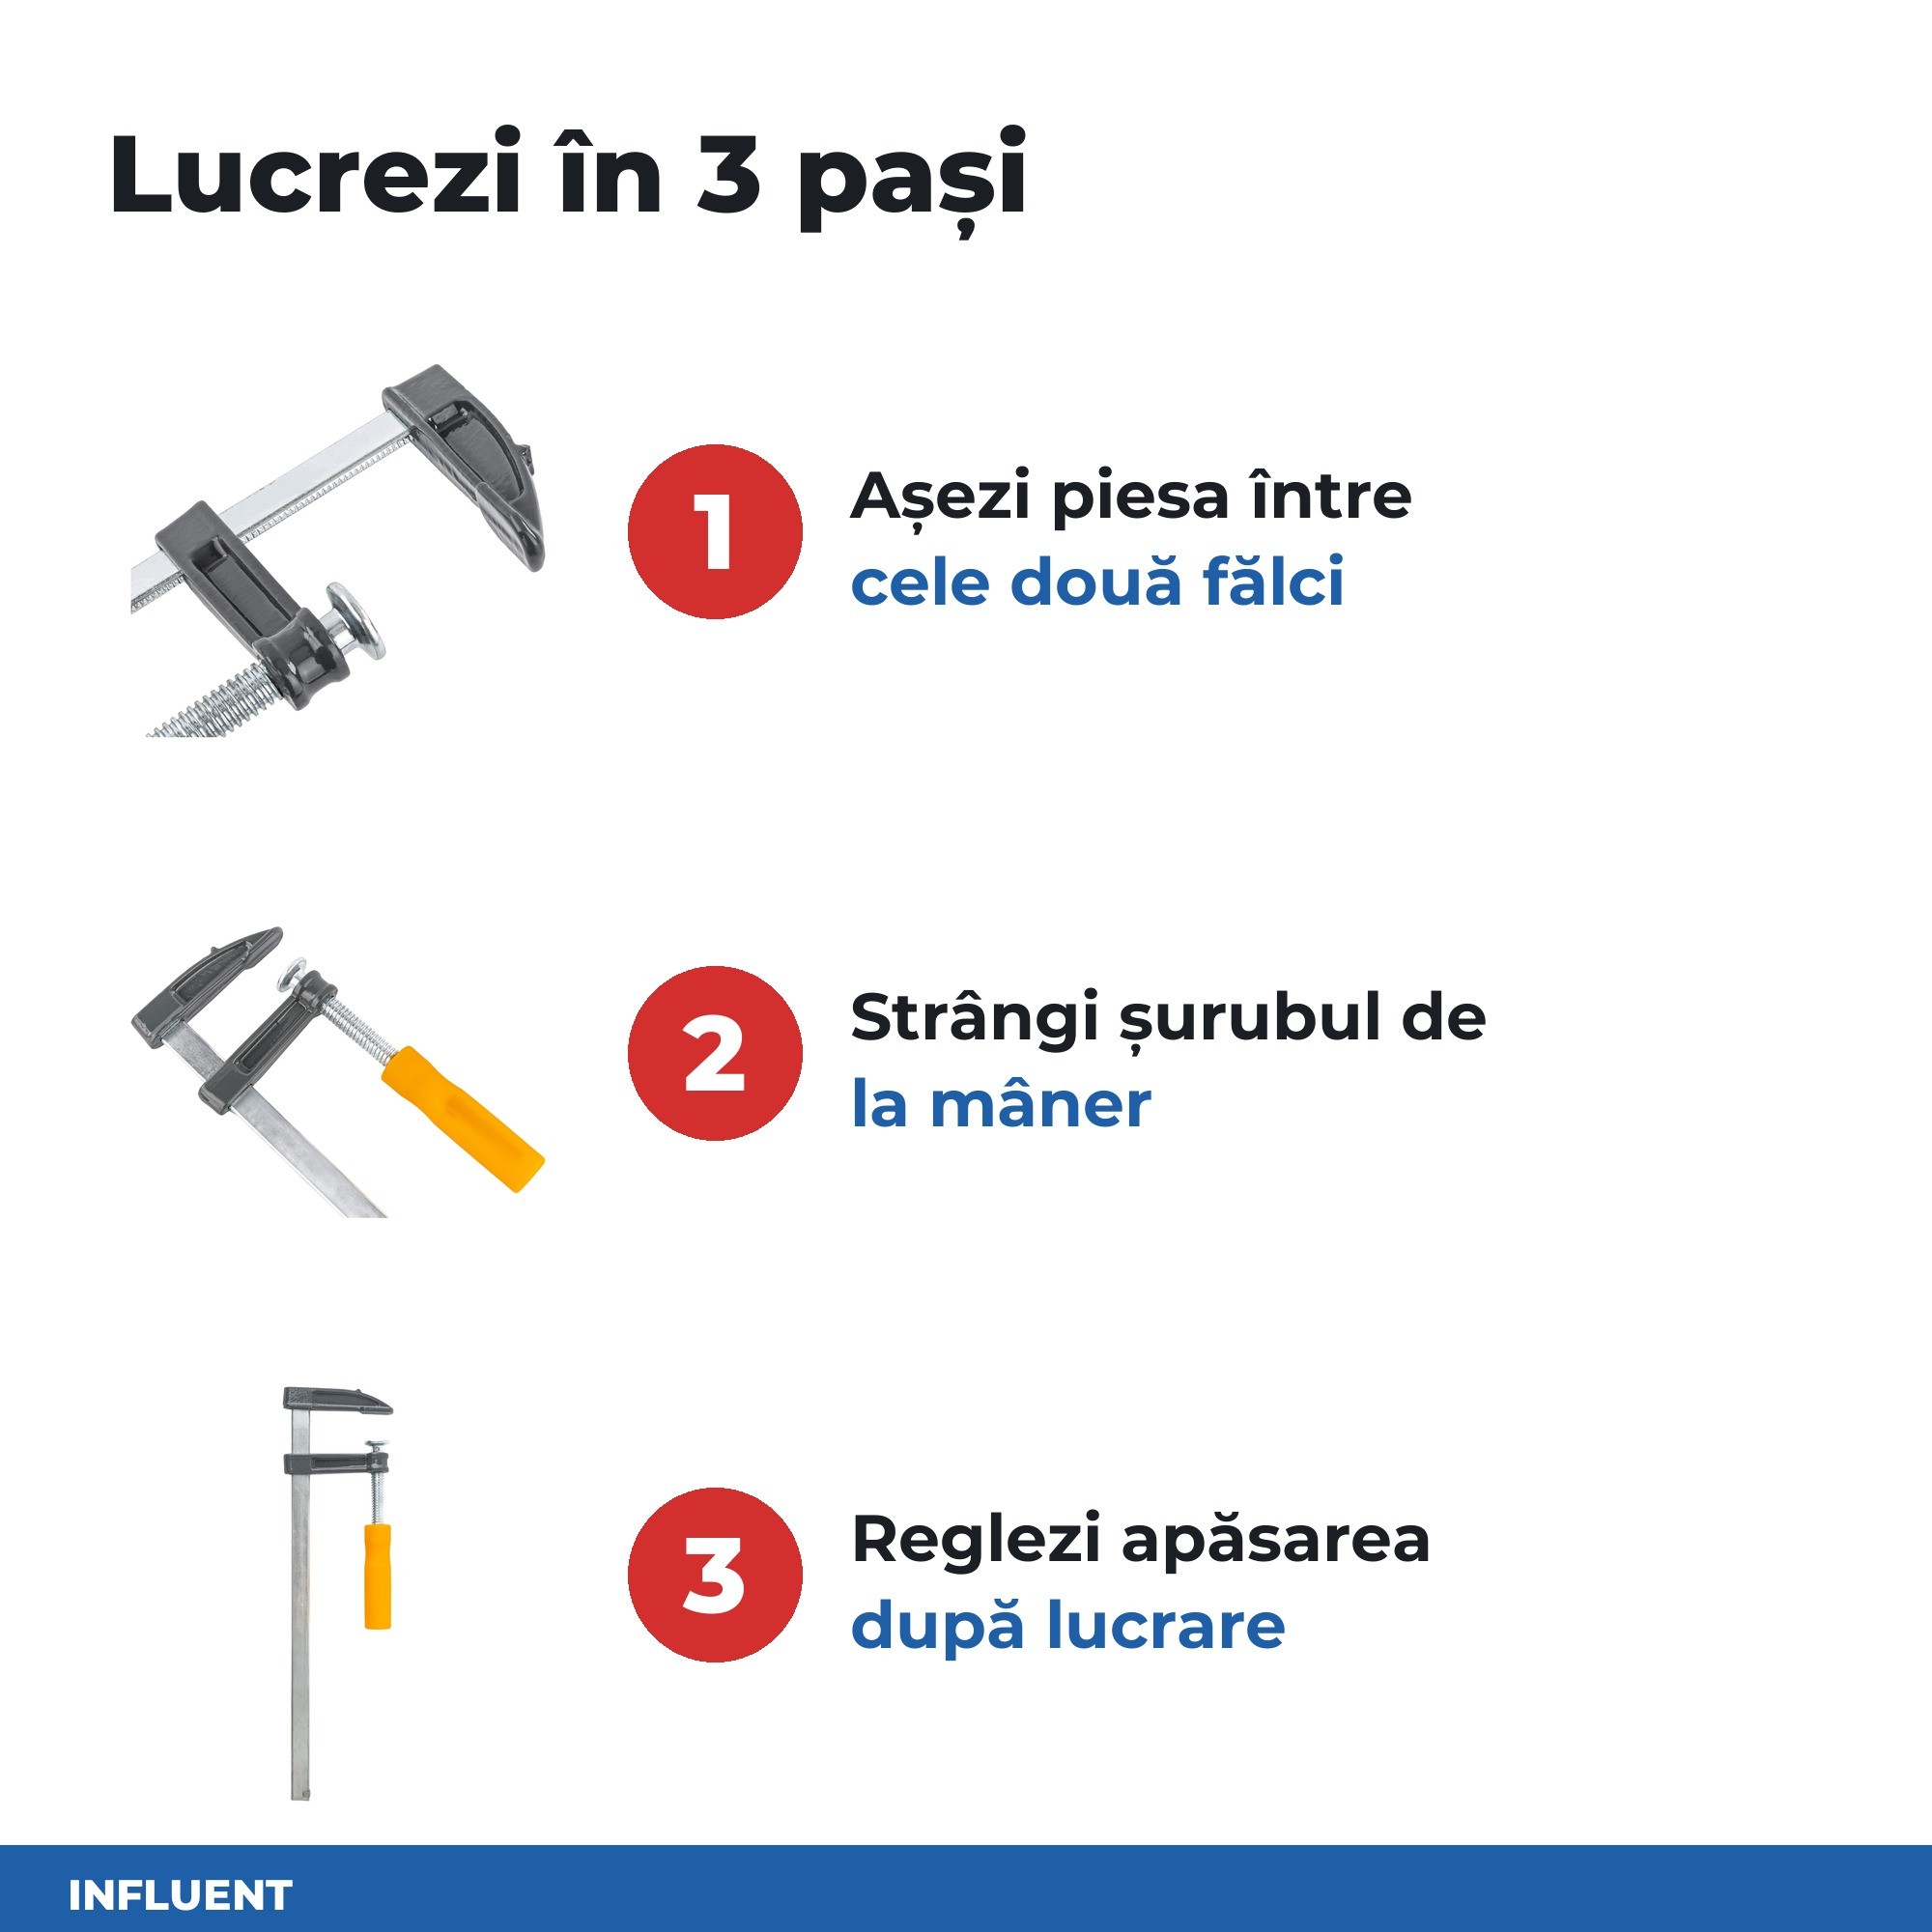 Lucrezi în 3 pași
1
Așezi piesa între
cele două fălci
2
Strângi șurubul de
la mâner
3
Reglezi apăsarea
după lucrare
INFLUENT